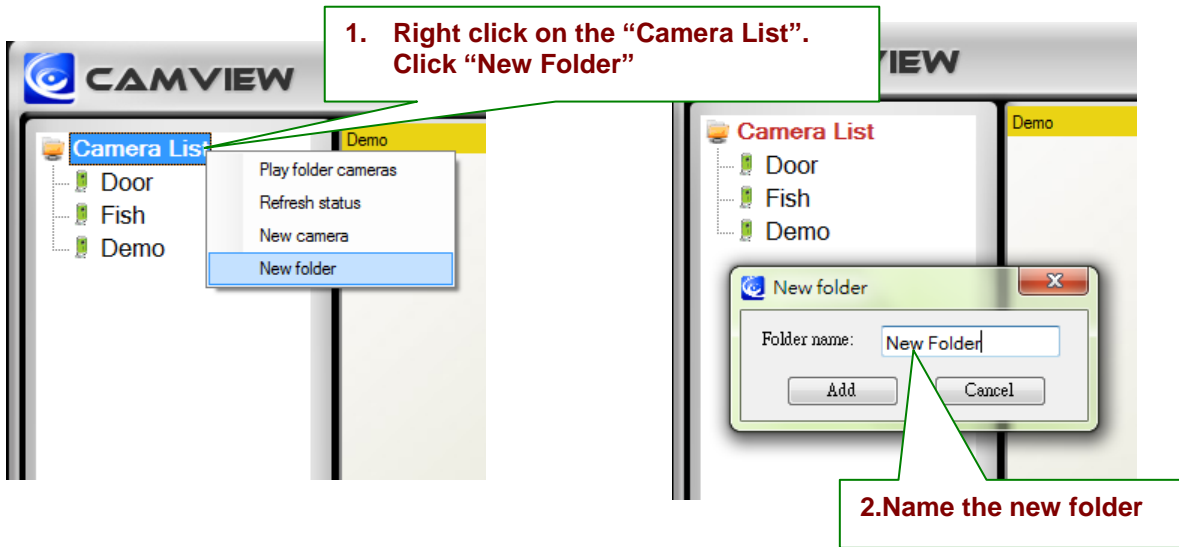 1. Right click on the “Camera List”.
Click “New Folder”
CAMVIEW
Camera List
Door
Fish
Demo
Demo
Play folder cameras
Refresh status
New camera
New folder
IEW
Camera List
Door
Fish
Demo
Demo
New folder
Folder name:
New Folder
Add
Cancel
2.Name the new folder